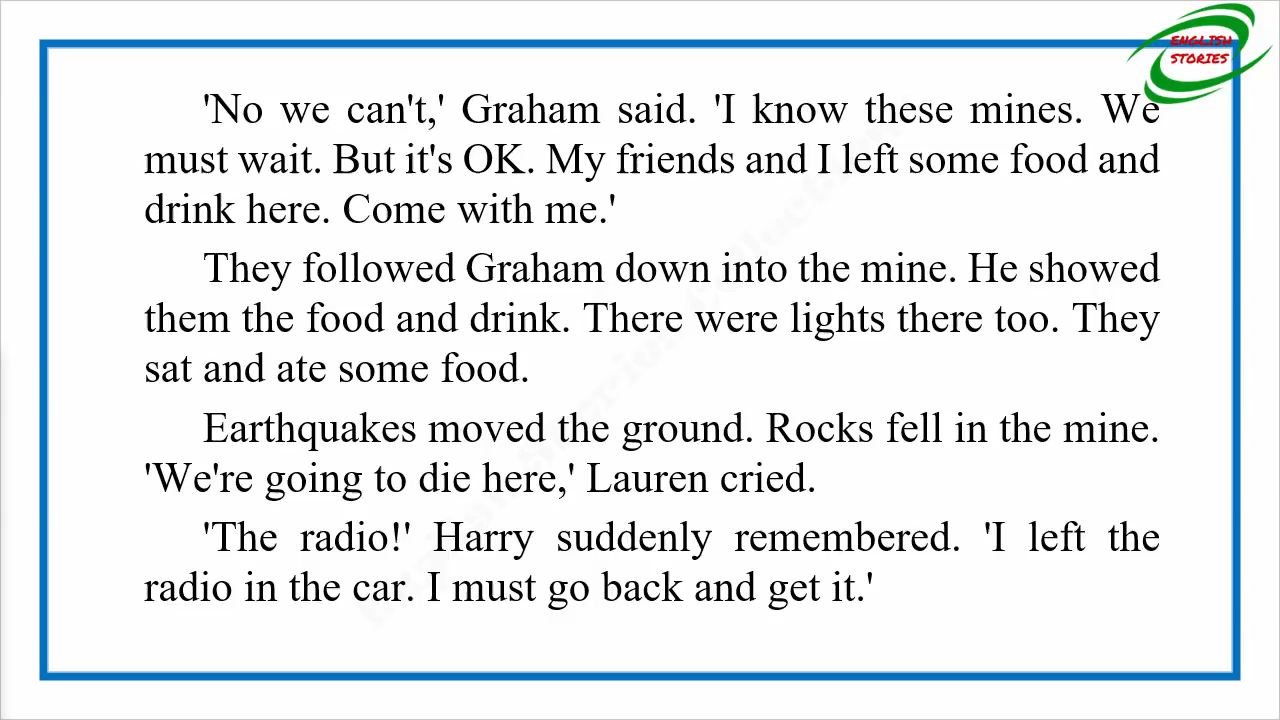 ENGLISH
STORIES
'No we can't,' Graham said. 'I know these mines. We
must wait. But it's OK. My friends and I left some food and
drink here. Come with me.'
They followed Graham down into the mine. He showed
them the food and drink. There were lights there too. They
sat and ate some food.
Earthquakes moved the ground. Rocks fell in the mine.
'We're going to die here,' Lauren cried.
'The radio!' Harry suddenly remembered. 'I left the
radio in the car. I must go back and get it.'